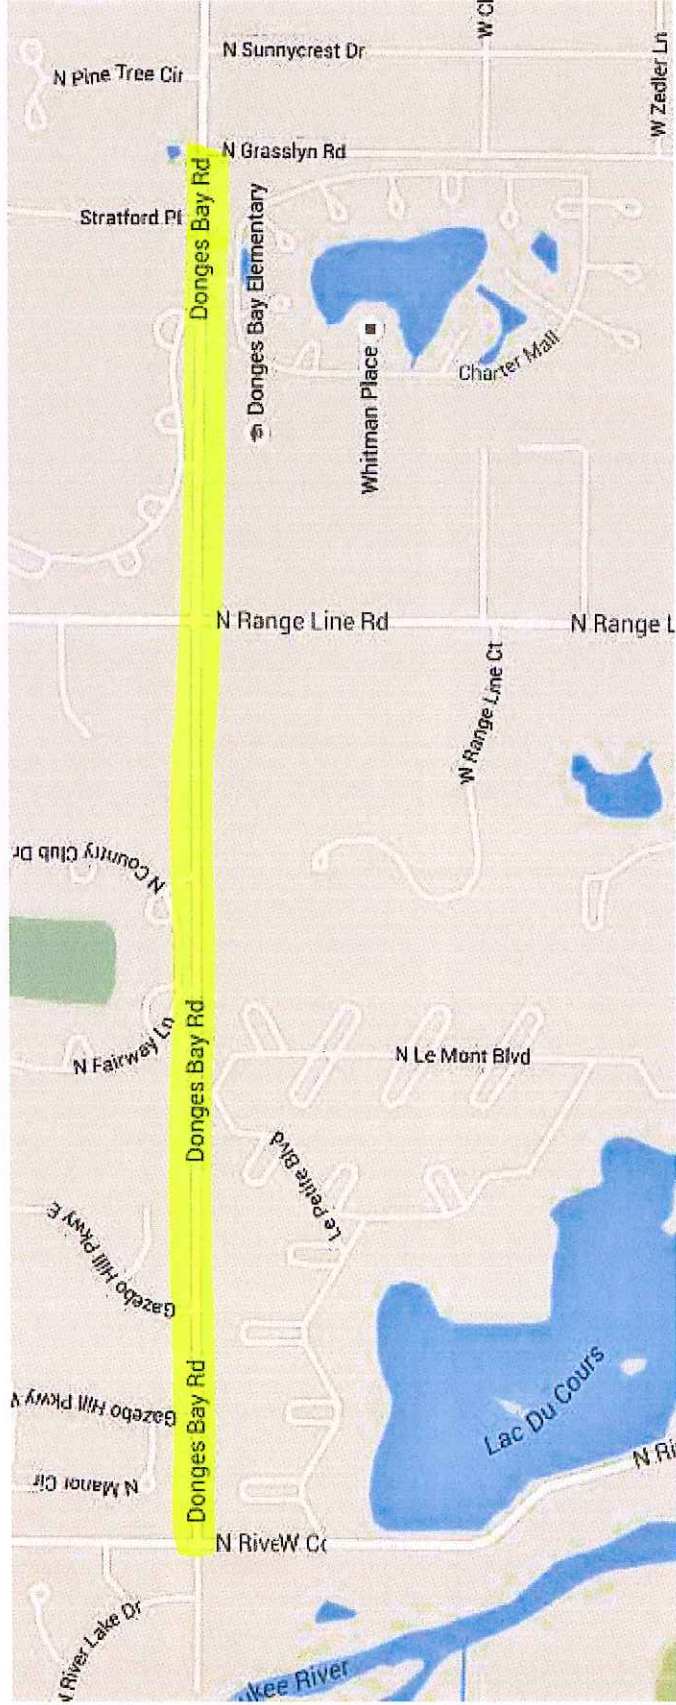 N Sunnycrest Dr
W Zedler Ln
N Pine Tree Cir
N Grasslyn Rd
Donges Bay Rd
Stratford Pl
Donges Bay Elementary
Whitman Place
Charter Mall
N Range Line Rd
N Range L
W Range Line Ct
N Country Club Dr
Donges Bay Rd
N Fairway Ln
N Le Mont Blvd
Le Petite Blvd
Gazebo Hill Pkwy E
Donges Bay Rd
Gazebo Hill Pkwy
Lac Du Cours
N Manor Cir
N Ri
N River
N River Lake Dr
ukee River